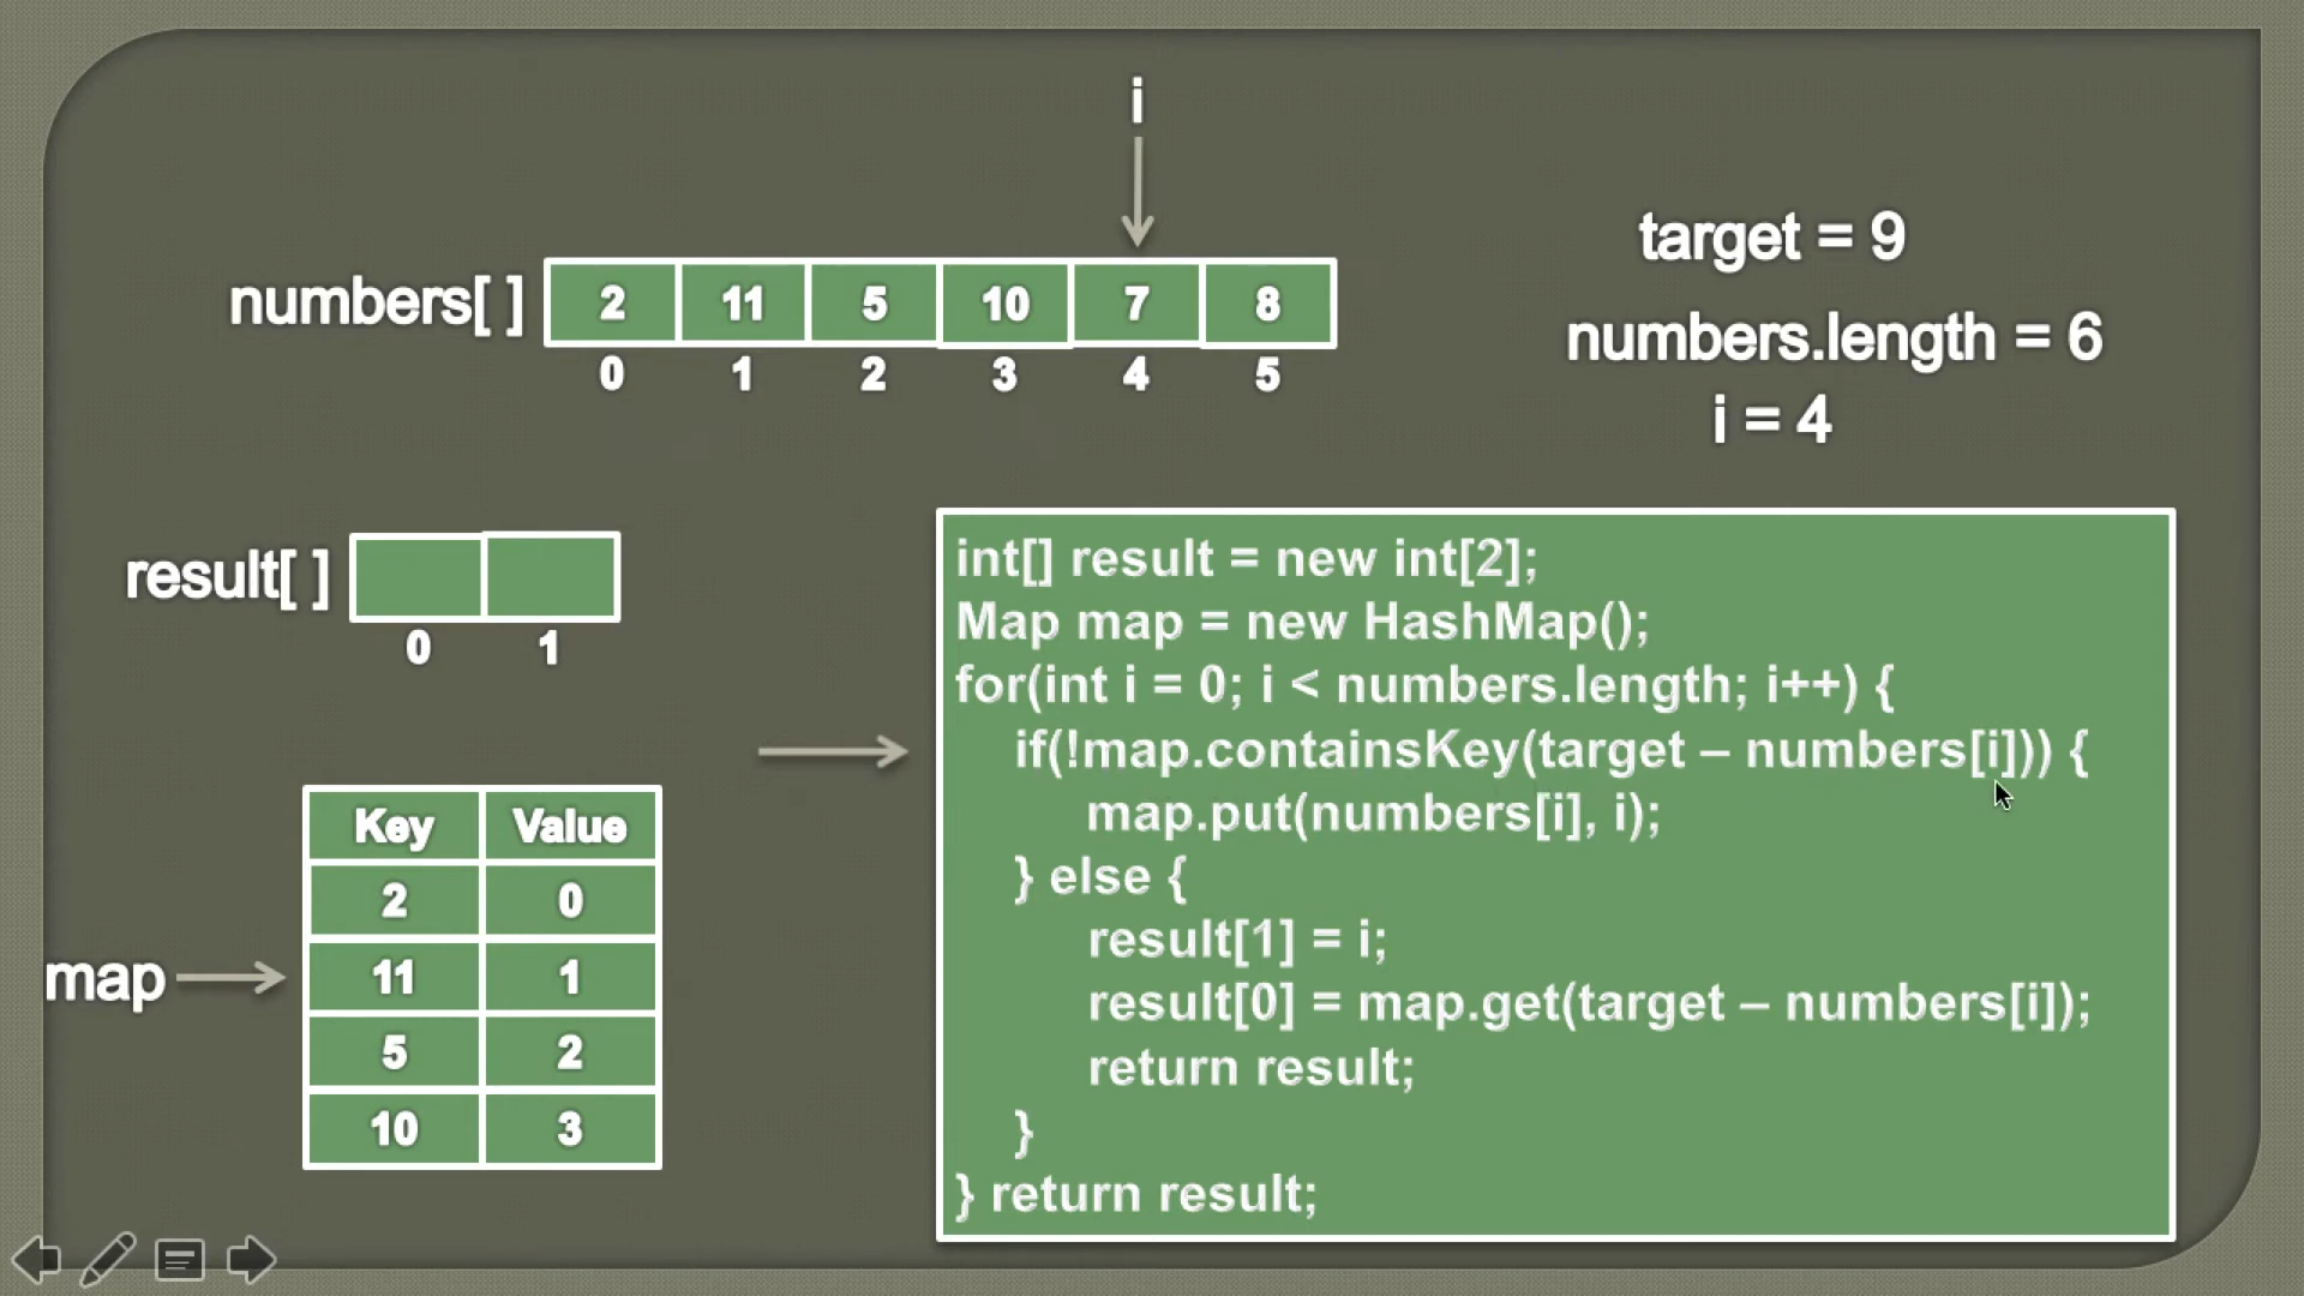 i
target = 9
numbers[ ] 2 11 5 10 7 8
0 1 2 3 4 5
numbers.length = 6
i = 4
result[ ]
0 1
int[] result = new int[2];
Map map = new HashMap();
for(int i = 0; i < numbers.length; i++) {
if(!map.containsKey(target – numbers[i])) {
map.put(numbers[i], i);
} else {
result[1] = i;
result[0] = map.get(target – numbers[i]);
return result;
}
} return result;
map
Key Value
2 0
11 1
5 2
10 3